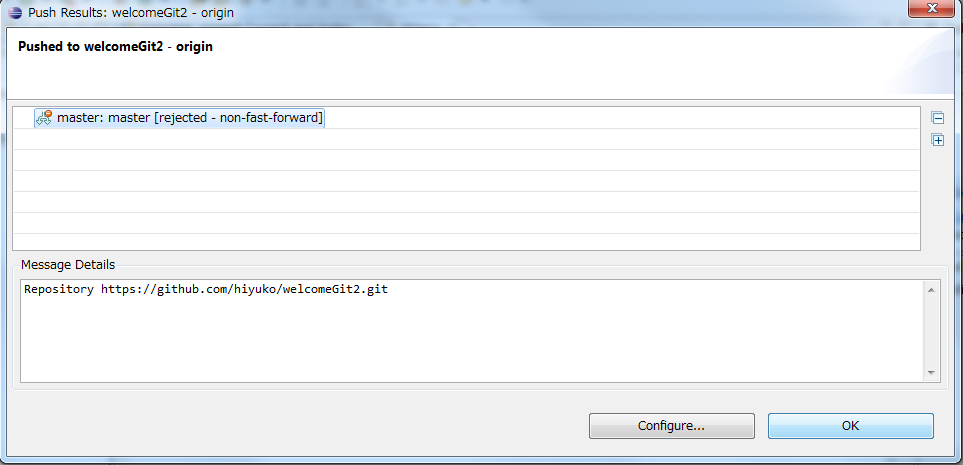 Push Results: welcomeGit2 - origin
Pushed to welcomeGit2 - origin
master: master [rejected - non-fast-forward]
Message Details
Repository https://github.com/hiyuko/welcomeGit2.git
Configure...
OK